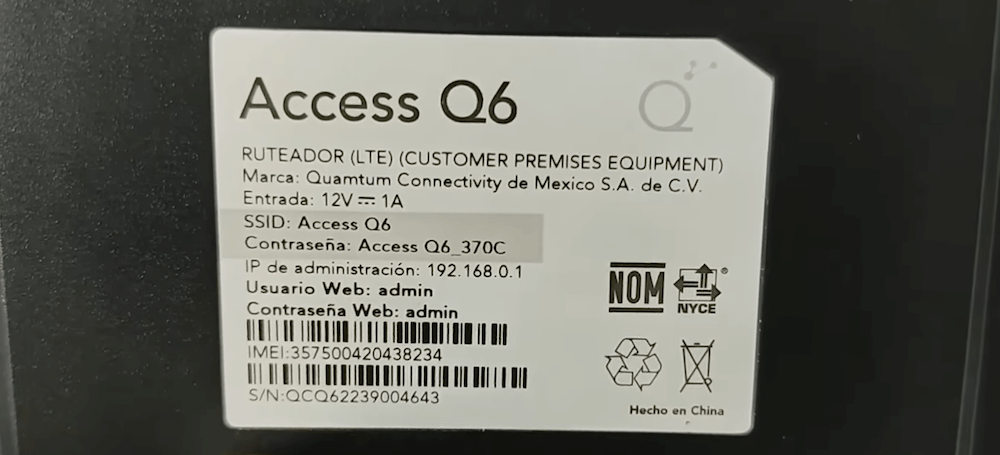 Access Q6
RUTEADOR (LTE) (CUSTOMER PREMISES EQUIPMENT)
Marca: Quamtum Connectivity de Mexico S.A. de C.V.
Entrada: 12V ⎓ 1A
SSID: Access Q6
Contraseña: Access Q6_370C
IP de administración: 192.168.0.1
Usuario Web: admin
Contraseña Web: admin
IMEI:357500420438234
S/N:QCQ62239004643
NOM
NYCE
®
Hecho en China